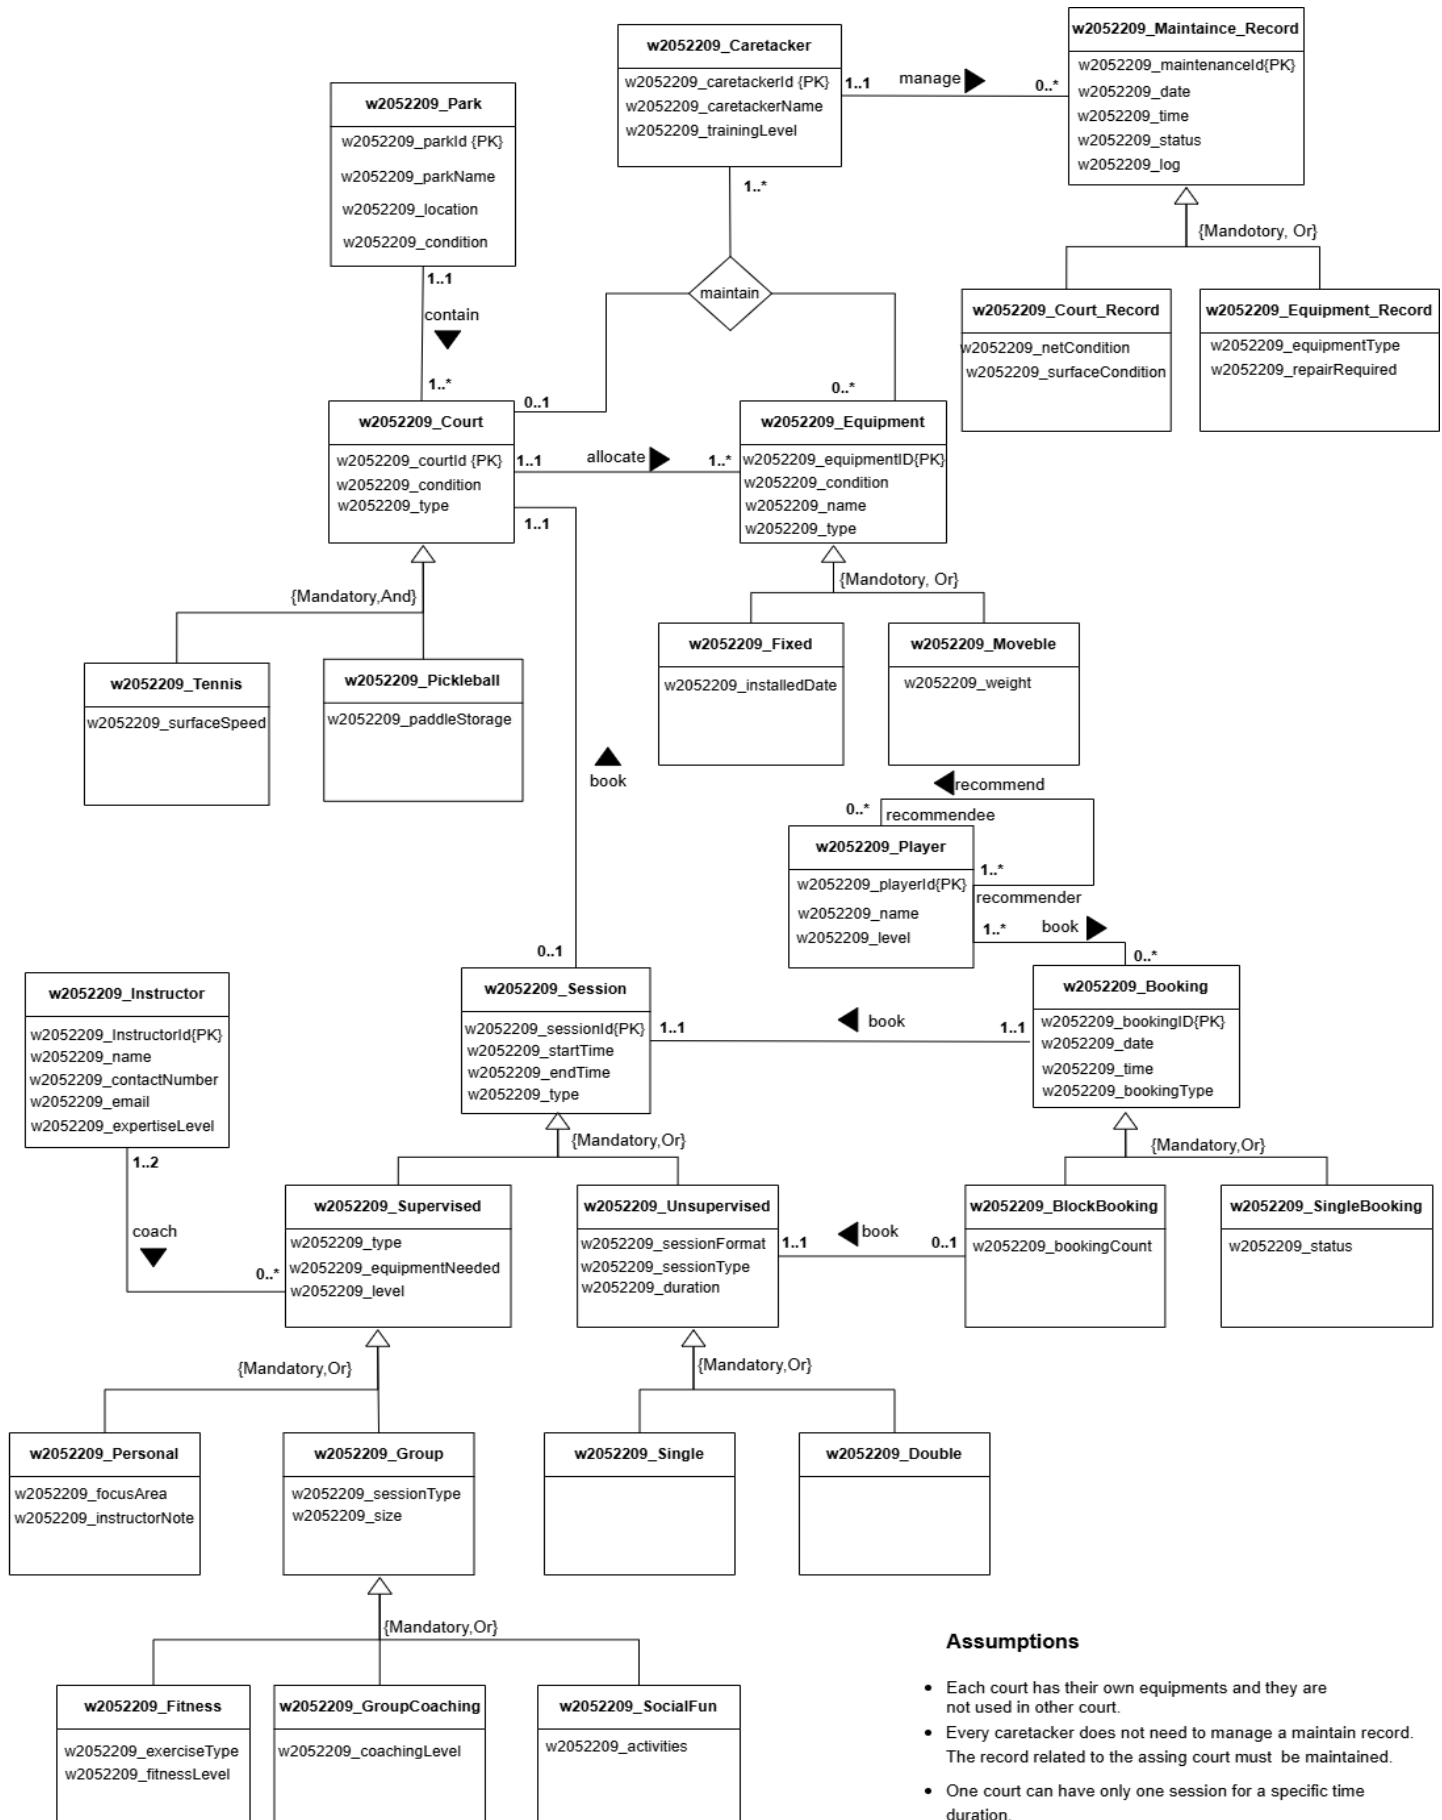 w2052209_Caretacker
w2052209_caretackerId {PK}
w2052209_caretackerName
w2052209_trainingLevel
1..1
manage
0..*
w2052209_Maintaince_Record
w2052209_maintenanceId{PK}
w2052209_date
w2052209_time
w2052209_status
w2052209_log
w2052209_Park
w2052209_parkId {PK}
w2052209_parkName
w2052209_location
w2052209_condition
1..*
{Mandotory, Or}
maintain
1..1
contain
1..*
w2052209_Court_Record
w2052209_netCondition
w2052209_surfaceCondition
w2052209_Equipment_Record
w2052209_equipmentType
w2052209_repairRequired
0..1
0..*
w2052209_Court
w2052209_courtId {PK}
w2052209_condition
w2052209_type
1..1
allocate
1..*
w2052209_Equipment
w2052209_equipmentID{PK}
w2052209_condition
w2052209_name
w2052209_type
1..1
{Mandatory,And}
{Mandotory, Or}
w2052209_Tennis
w2052209_surfaceSpeed
w2052209_Pickleball
w2052209_paddleStorage
w2052209_Fixed
w2052209_installedDate
w2052209_Moveble
w2052209_weight
book
recommend
0..*
recommendee
w2052209_Player
w2052209_playerId{PK}
w2052209_name
w2052209_level
1..*
recommender
1..*
book
0..*
0..1
w2052209_Instructor
w2052209_InstructorId{PK}
w2052209_name
w2052209_contactNumber
w2052209_email
w2052209_expertiseLevel
w2052209_Session
w2052209_sessionId{PK}
w2052209_startTime
w2052209_endTime
w2052209_type
1..1
book
1..1
w2052209_Booking
w2052209_bookingID{PK}
w2052209_date
w2052209_time
w2052209_bookingType
{Mandatory,Or}
{Mandatory,Or}
1..2
coach
0..*
w2052209_Supervised
w2052209_type
w2052209_equipmentNeeded
w2052209_level
w2052209_Unsupervised
w2052209_sessionFormat
w2052209_sessionType
w2052209_duration
1..1
book
0..1
w2052209_BlockBooking
w2052209_bookingCount
w2052209_SingleBooking
w2052209_status
{Mandatory,Or}
{Mandatory,Or}
w2052209_Personal
w2052209_focusArea
w2052209_instructorNote
w2052209_Group
w2052209_sessionType
w2052209_size
w2052209_Single
w2052209_Double
{Mandatory,Or}
w2052209_Fitness
w2052209_exerciseType
w2052209_fitnessLevel
w2052209_GroupCoaching
w2052209_coachingLevel
w2052209_SocialFun
w2052209_activities
Assumptions
• Each court has their own equipments and they are
not used in other court.
• Every caretacker does not need to manage a maintain record.
The record related to the assing court must be maintained.
• One court can have only one session for a specific time
duration.